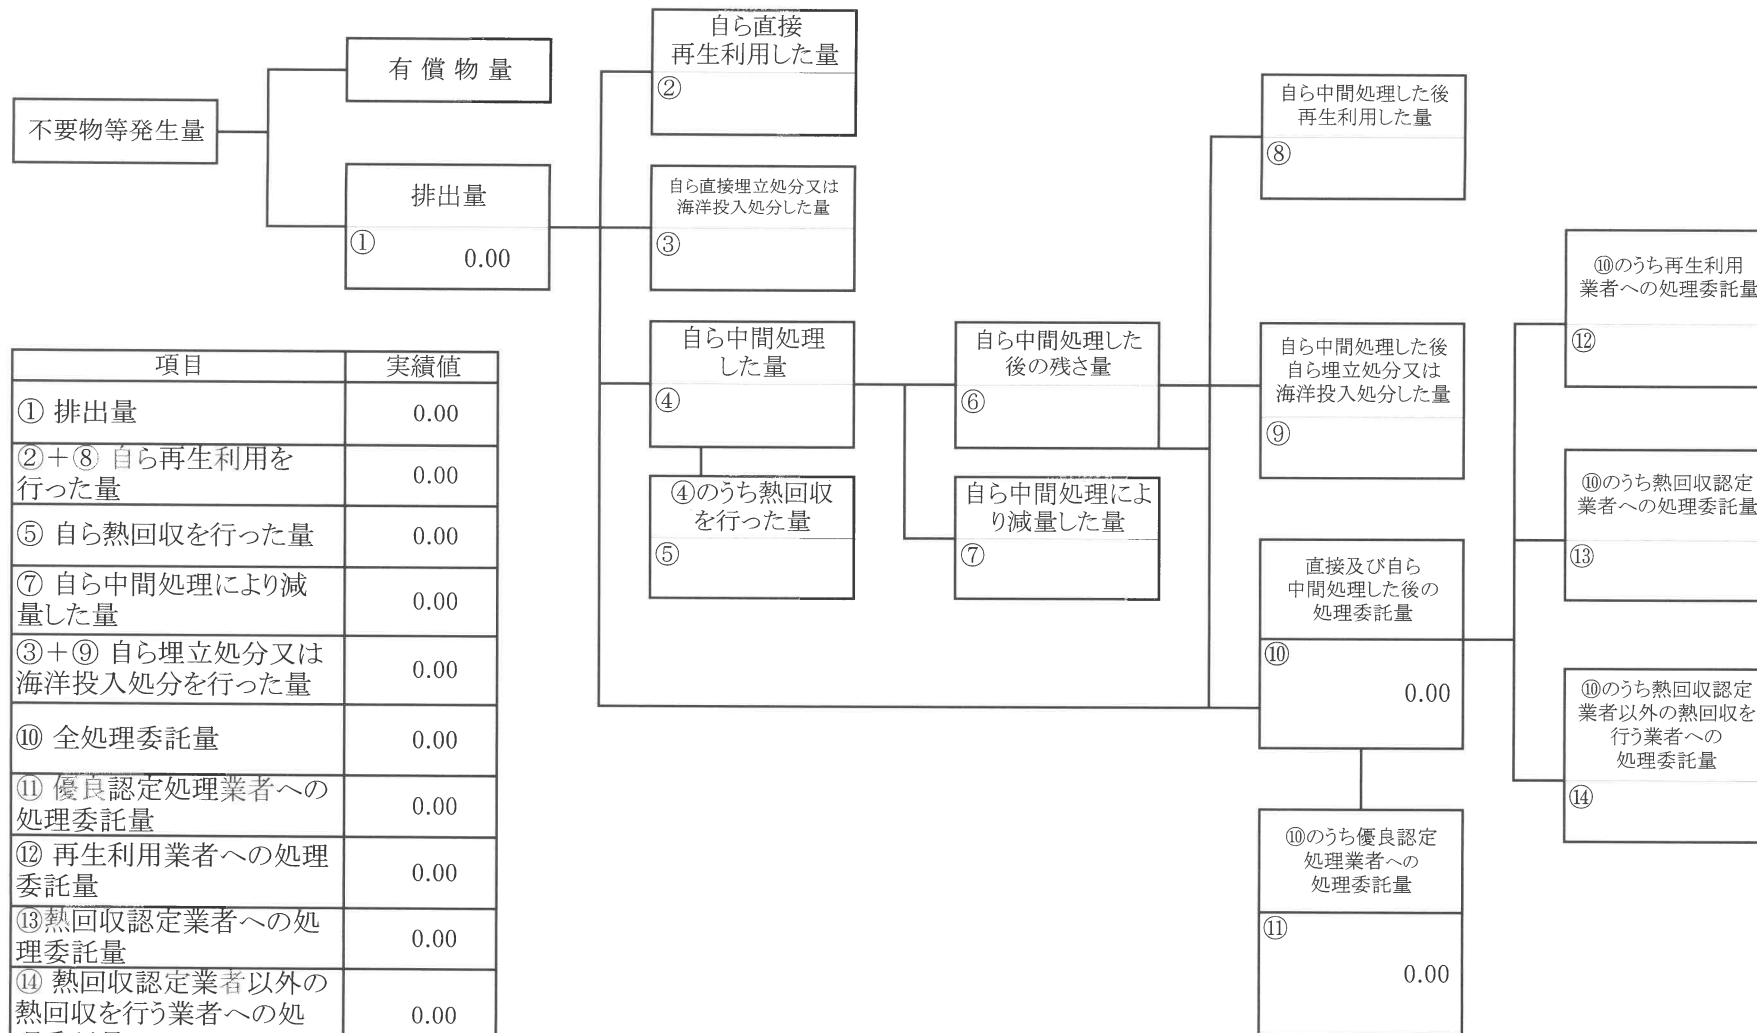 不要物等発生量
有償物量
排出量
①
0.00
自ら直接
再生利用した量
②
自ら直接埋立処分又は
海洋投入処分した量
③
自ら中間処理
した量
④
④のうち熱回収
を行った量
⑤
自ら中間処理した
後の残さ量
⑥
自ら中間処理によ
り減量した量
⑦
自ら中間処理した後
再生利用した量
⑧
自ら中間処理した後
自ら埋立処分又は
海洋投入処分した量
⑨
直接及び自ら
中間処理した後の
処理委託量
⑩
0.00
⑩のうち優良認定
処理業者への
処理委託量
⑪
0.00
⑩のうち再生利用
業者への処理委託量
⑫
⑩のうち熱回収認定
業者への処理委託量
⑬
⑩のうち熱回収認定
業者以外の熱回収を
行う業者への
処理委託量
⑭
項目 実績値
① 排出量 0.00
②+⑧ 自ら再生利用を
行った量 0.00
⑤ 自ら熱回収を行った量 0.00
⑦ 自ら中間処理により減
量した量 0.00
③+⑨ 自ら埋立処分又は
海洋投入処分を行った量 0.00
⑩ 全処理委託量 0.00
⑪ 優良認定処理業者への
処理委託量 0.00
⑫ 再生利用業者への処理
委託量 0.00
⑬熱回収認定業者への処
理委託量 0.00
⑭ 熱回収認定業者以外の
熱回収を行う業者への処 0.00